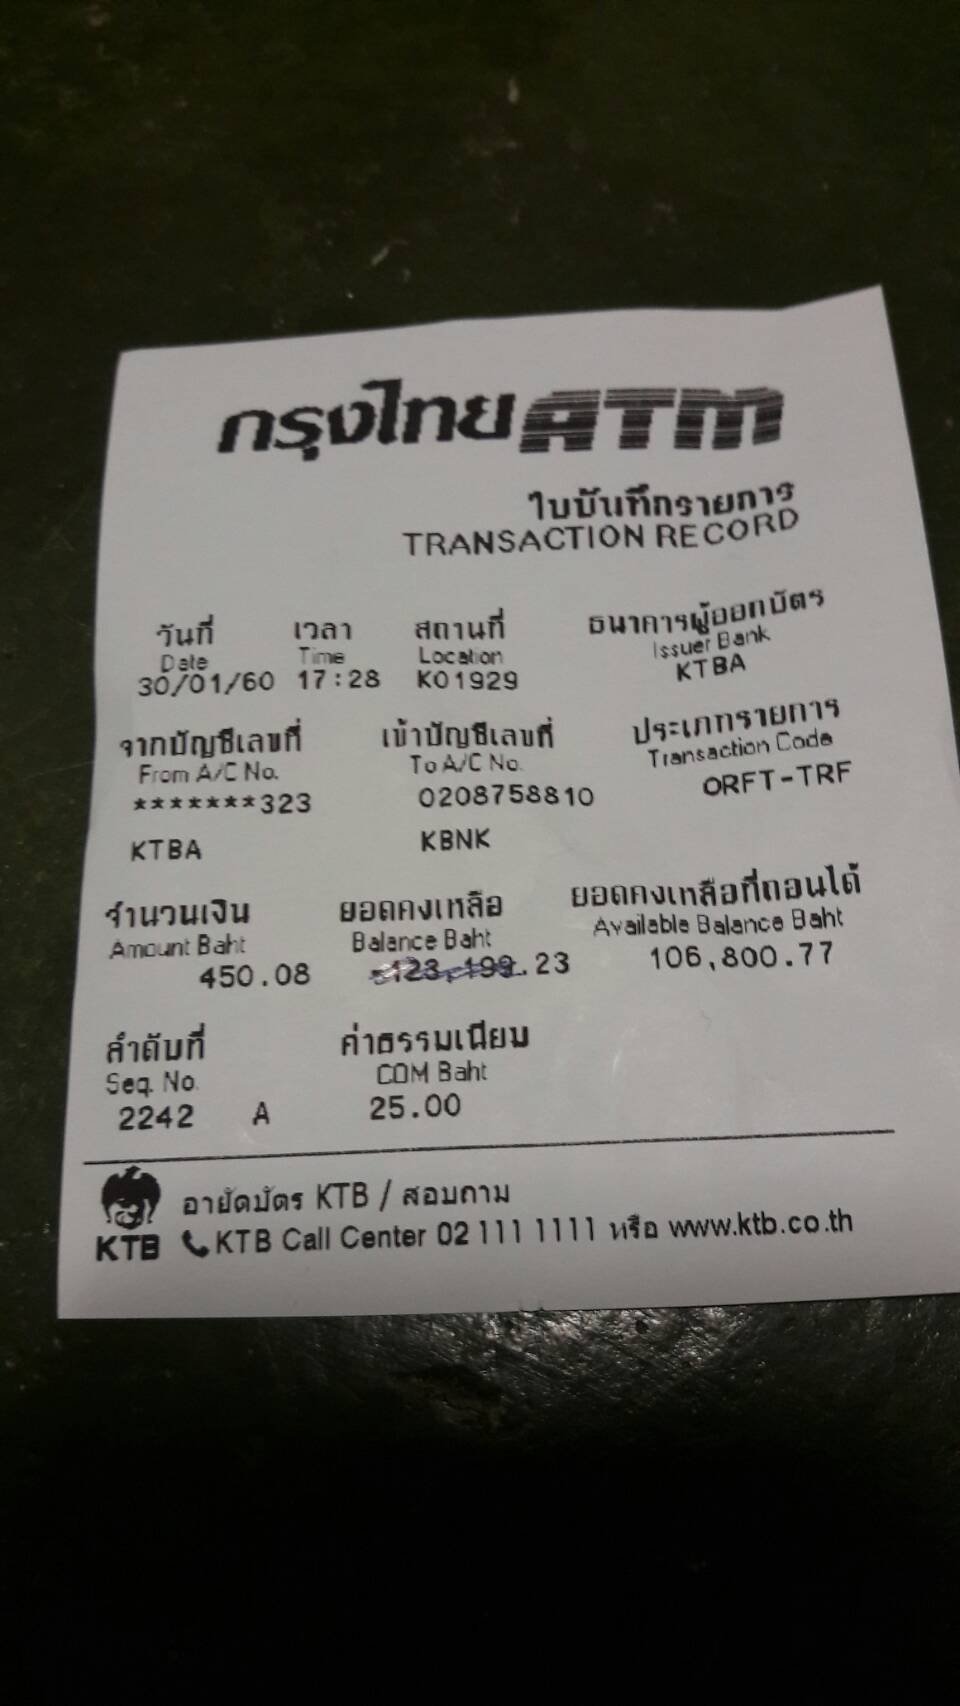 กรุงไทย ATM
ใบบันทึกรายการ
TRANSACTION RECORD
วันที่ เวลา สถานที่ ธนาคารผู้ออกบัตร
Date Time Location Issuer Bank
30/01/60 17:28 K01929 KTBA
จากบัญชีเลขที่ เข้าบัญชีเลขที่ ประเภทรายการ
From A/C No. To A/C No. Transaction Code
*******323 0208758810 ORFT-TRF
KTBA KBNK
จำนวนเงิน ยอดคงเหลือ ยอดคงเหลือที่ถอนได้
Amount Baht Balance Baht Available Balance Baht
450.08 -123,199.23 106,800.77
ลำดับที่ ค่าธรรมเนียม
Seq. No. COM Baht
2242 A 25.00
อายัดบัตร KTB / สอบถาม
KTB KTB Call Center 02 111 1111 หรือ www.ktb.co.th